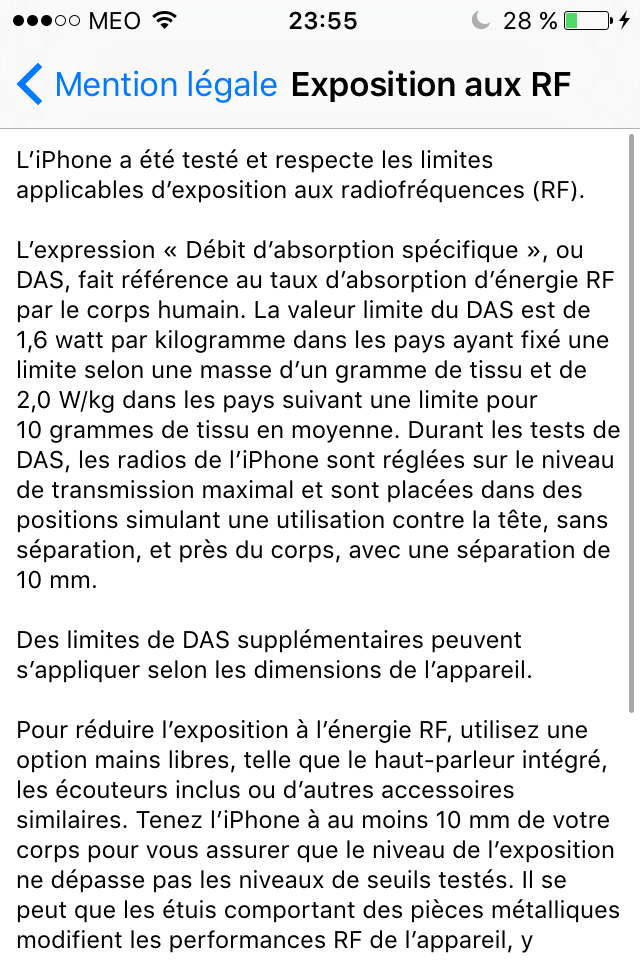 MEO 23:55 28 %
Mention légale Exposition aux RF
L’iPhone a été testé et respecte les limites
applicables d’exposition aux radiofréquences (RF).
L’expression « Débit d’absorption spécifique », ou
DAS, fait référence au taux d’absorption d’énergie RF
par le corps humain. La valeur limite du DAS est de
1,6 watt par kilogramme dans les pays ayant fixé une
limite selon une masse d’un gramme de tissu et de
2,0 W/kg dans les pays suivant une limite pour
10 grammes de tissu en moyenne. Durant les tests de
DAS, les radios de l’iPhone sont réglées sur le niveau
de transmission maximal et sont placées dans des
positions simulant une utilisation contre la tête, sans
séparation, et près du corps, avec une séparation de
10 mm.
Des limites de DAS supplémentaires peuvent
s’appliquer selon les dimensions de l’appareil.
Pour réduire l’exposition à l’énergie RF, utilisez une
option mains libres, telle que le haut-parleur intégré,
les écouteurs inclus ou d’autres accessoires
similaires. Tenez l’iPhone à au moins 10 mm de votre
corps pour vous assurer que le niveau de l’exposition
ne dépasse pas les niveaux de seuils testés. Il se
peut que les étuis comportant des pièces métalliques
modifient les performances RF de l’appareil, y